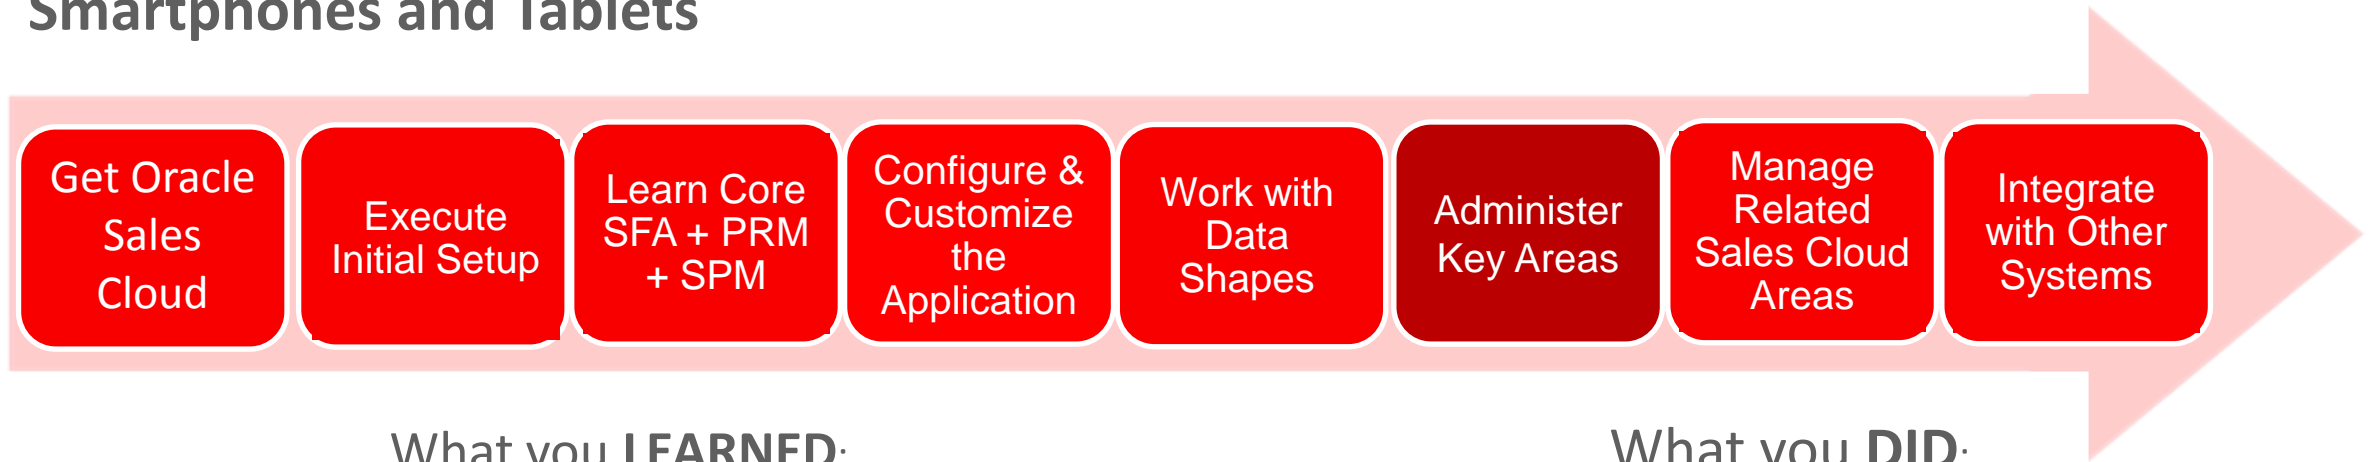 Smartphones and Tablets
Get Oracle
Sales
Cloud
Execute
Initial Setup
Learn Core
SFA + PRM
+ SPM
Configure &
Customize
the
Application
Work with
Data
Shapes
Administer
Key Areas
Manage
Related
Sales Cloud
Areas
Integrate
with Other
Systems
What you LEARNED:
What you DID: